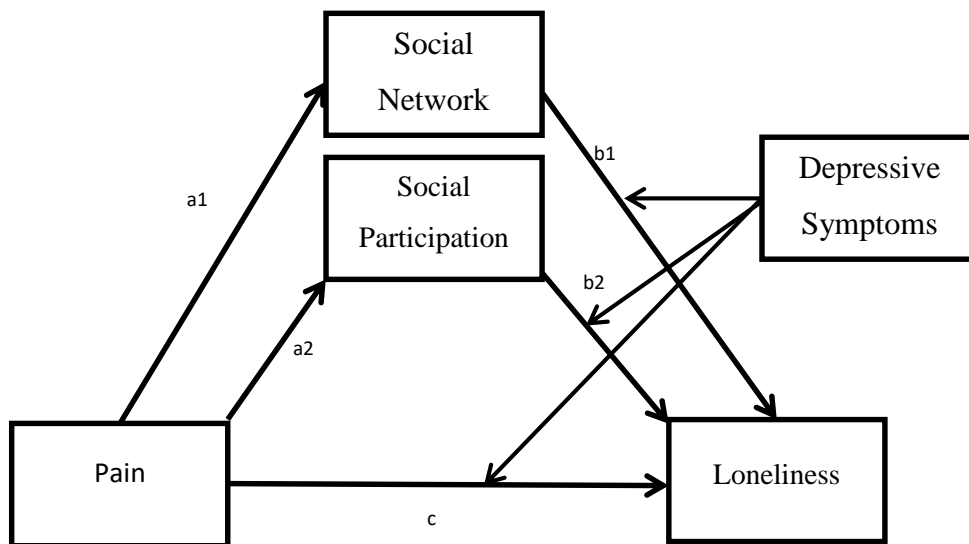 Social
Network
b1
Depressive
Symptoms
a1
Social
Participation
b2
a2
Pain
Loneliness
c